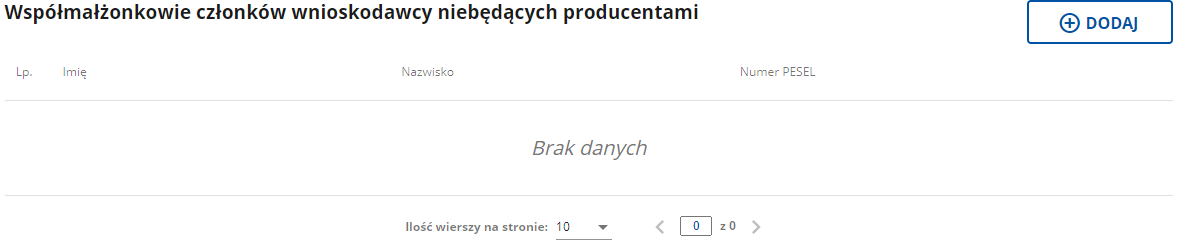 Współmałżonkowie członków wnioskodawcy niebędących producentami
DODAJ
Lp. Imię Nazwisko Numer PESEL
Brak danych
Ilość wierszy na stronie: 10 0 z 0